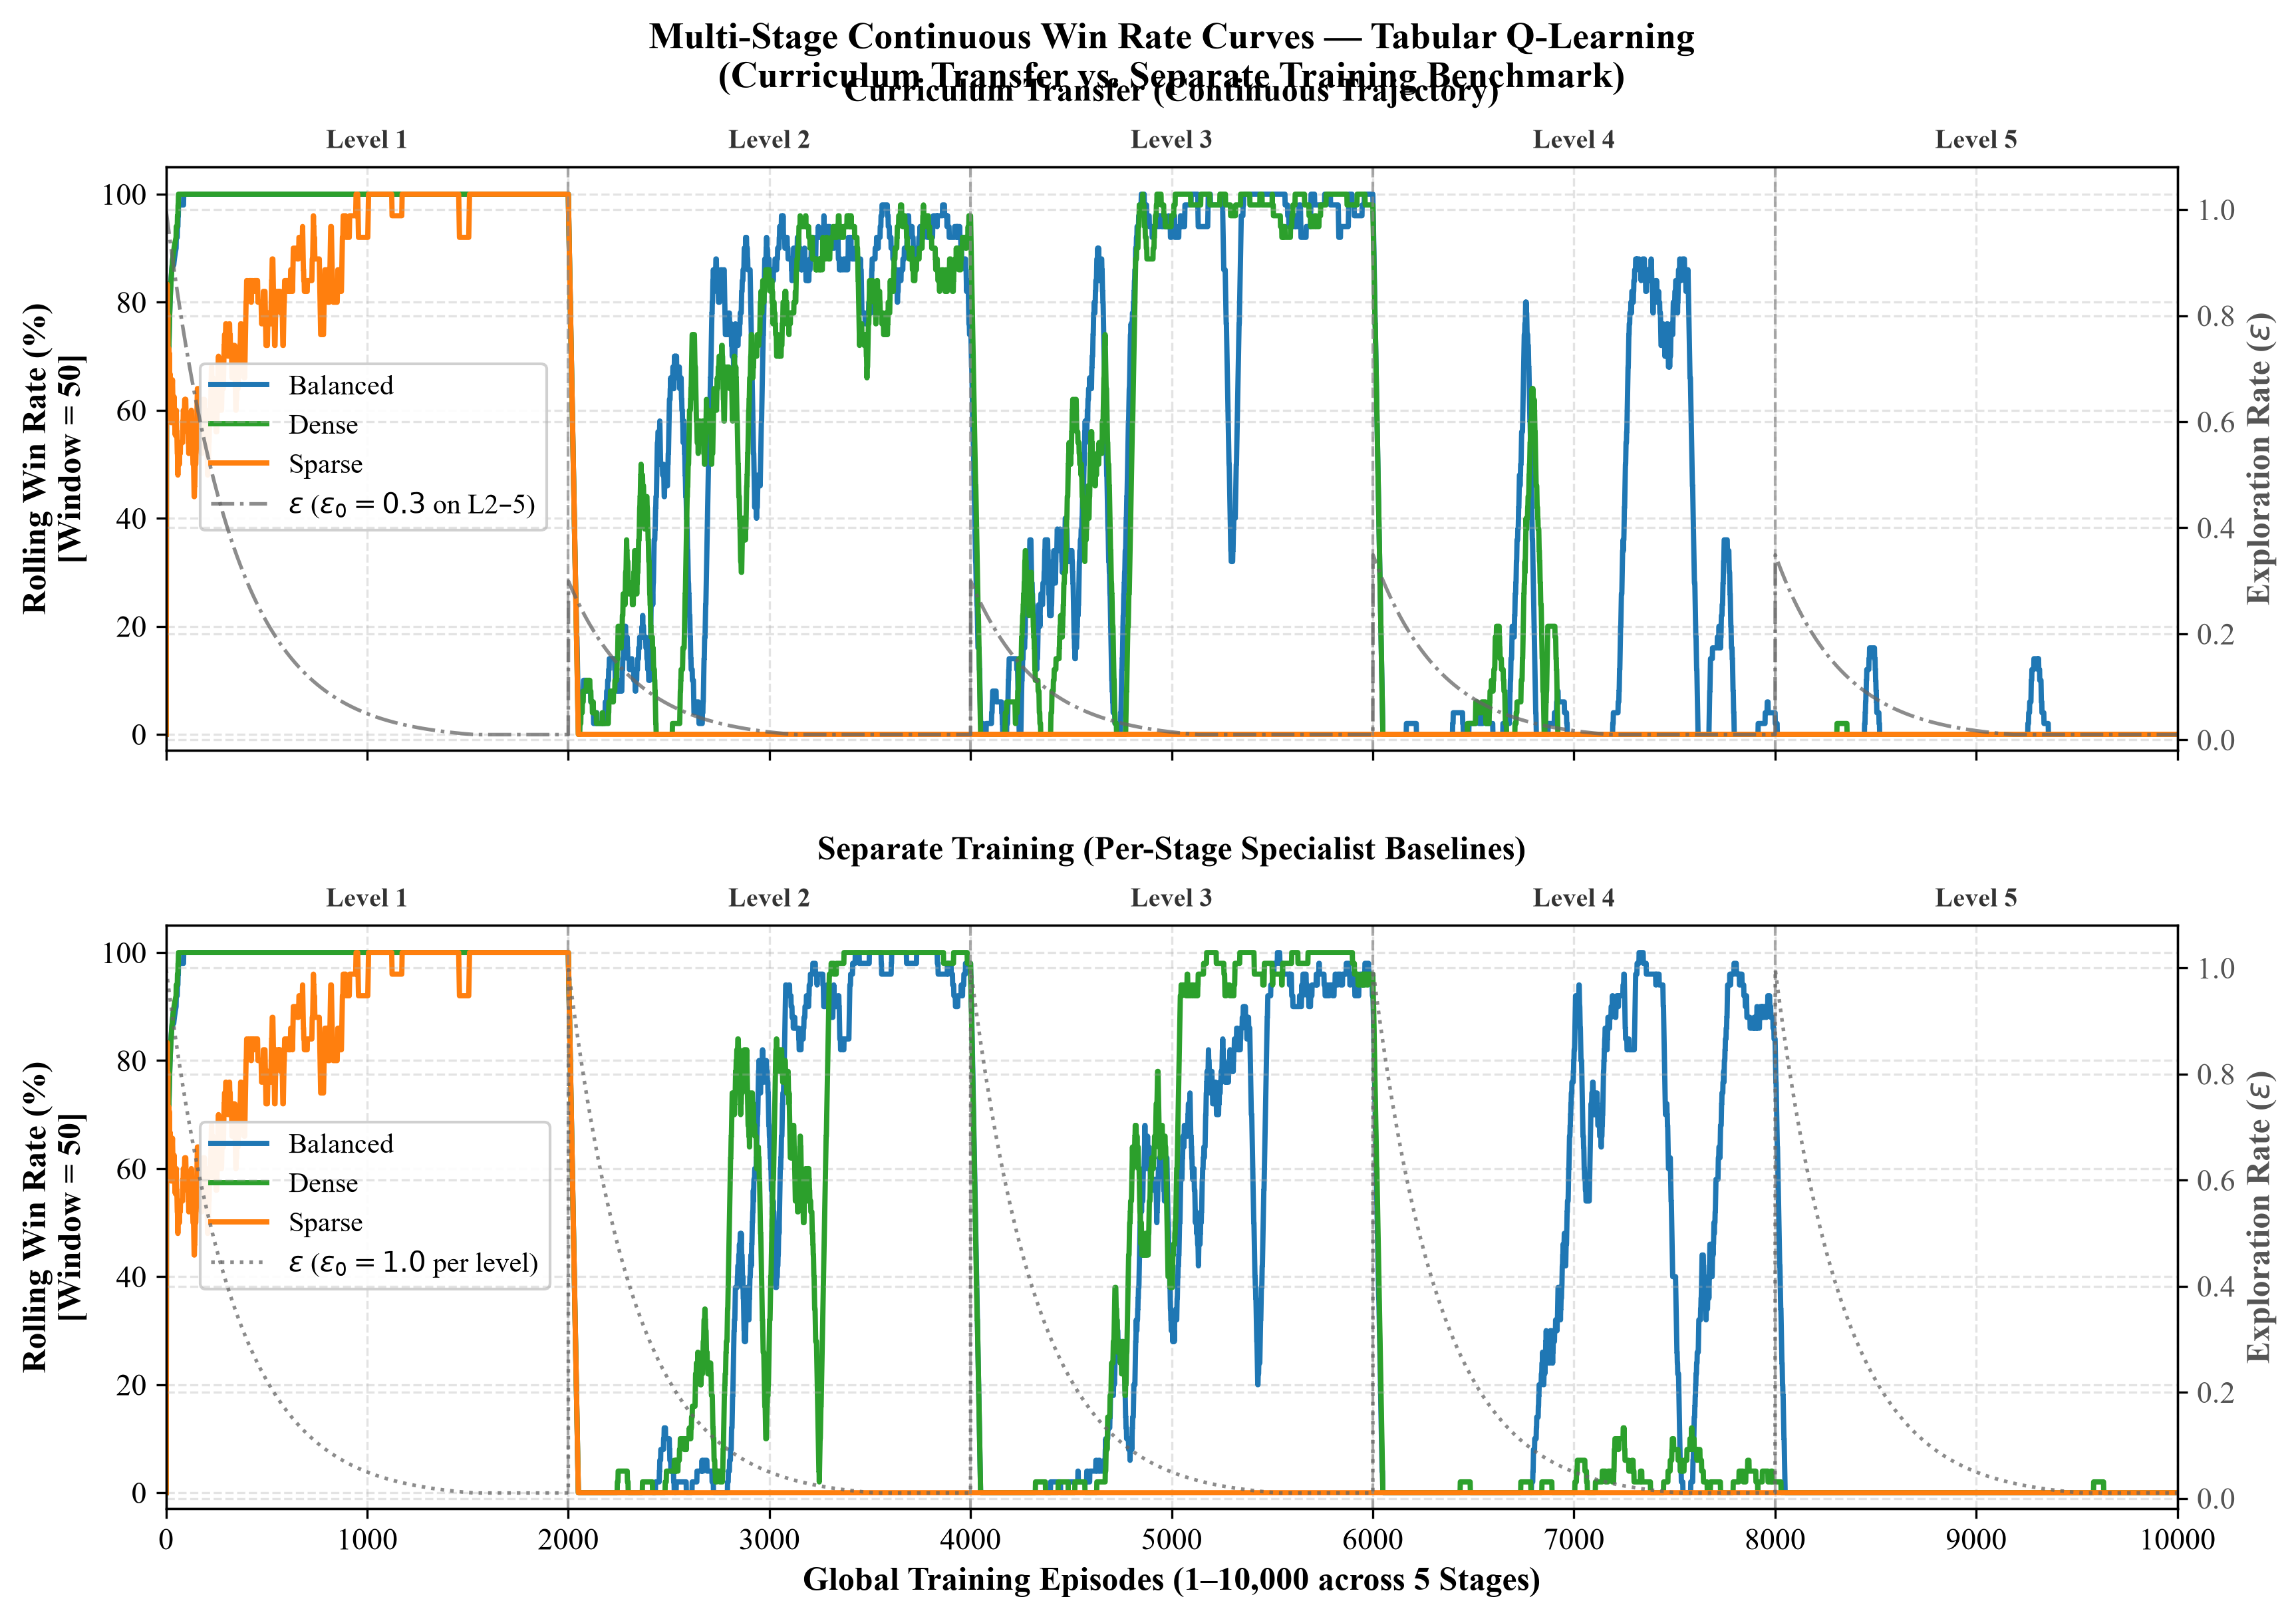 Multi-Stage Continuous Win Rate Curves — Tabular Q-Learning
(Curriculum Transfer vs. Separate Training Benchmark)
Curriculum Transfer (Continuous Trajectory)
Level 1
Level 2
Level 3
Level 4
Level 5
Rolling Win Rate (%)
[Window = 50]
100
80
60
40
20
0
Balanced
Dense
Sparse
ε (ε₀ = 0.3 on L2–5)
1.0
0.8
0.6
0.4
0.2
0.0
Exploration Rate (ε)
Separate Training (Per-Stage Specialist Baselines)
Level 1
Level 2
Level 3
Level 4
Level 5
Rolling Win Rate (%)
[Window = 50]
100
80
60
40
20
0
Balanced
Dense
Sparse
ε (ε₀ = 1.0 per level)
1.0
0.8
0.6
0.4
0.2
0.0
Exploration Rate (ε)
0
1000
2000
3000
4000
5000
6000
7000
8000
9000
10000
Global Training Episodes (1–10,000 across 5 Stages)